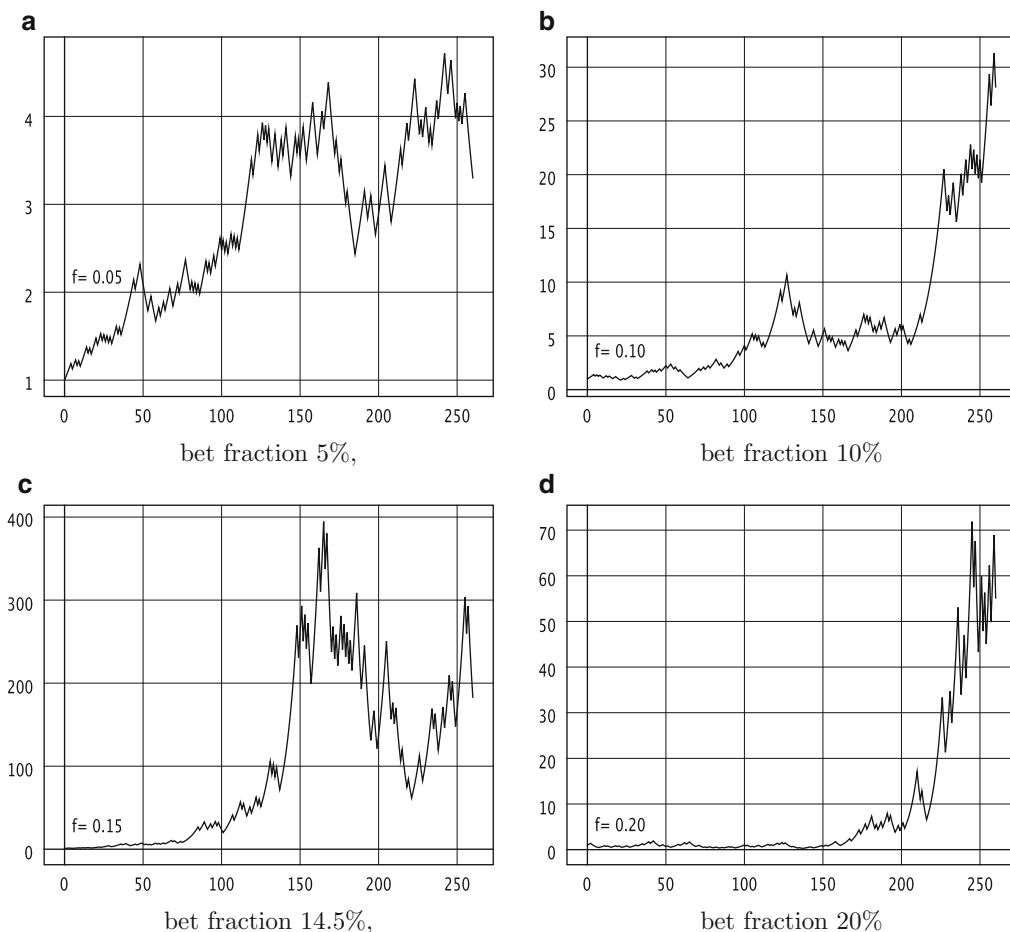 a
4
3
2
1
f= 0.05
0 50 100 150 200 250
bet fraction 5%,
b
30
25
20
15
10
5
0
f= 0.10
0 50 100 150 200 250
bet fraction 10%
c
400
300
200
100
0
f= 0.15
0 50 100 150 200 250
bet fraction 14.5%,
d
70
60
50
40
30
20
10
0
f= 0.20
0 50 100 150 200 250
bet fraction 20%